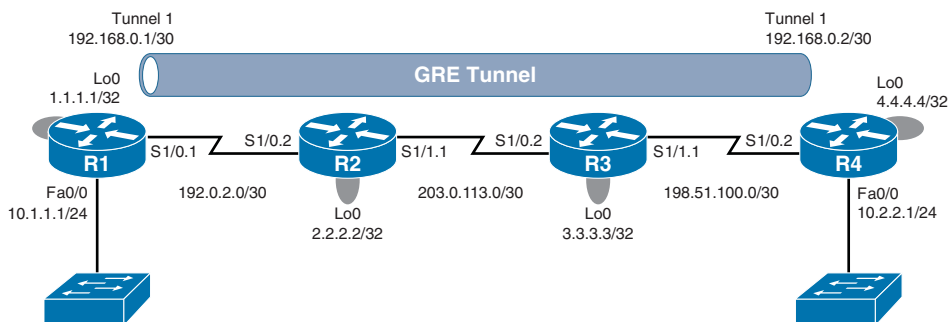 Tunnel 1
192.168.0.1/30
Tunnel 1
192.168.0.2/30
GRE Tunnel
Lo0
1.1.1.1/32
Lo0
4.4.4.4/32
R1
S1/0.1
S1/0.2
R2
S1/1.1
S1/0.2
R3
S1/1.1
S1/0.2
R4
Fa0/0
10.1.1.1/24
192.0.2.0/30
203.0.113.0/30
198.51.100.0/30
Fa0/0
10.2.2.1/24
Lo0
2.2.2.2/32
Lo0
3.3.3.3/32